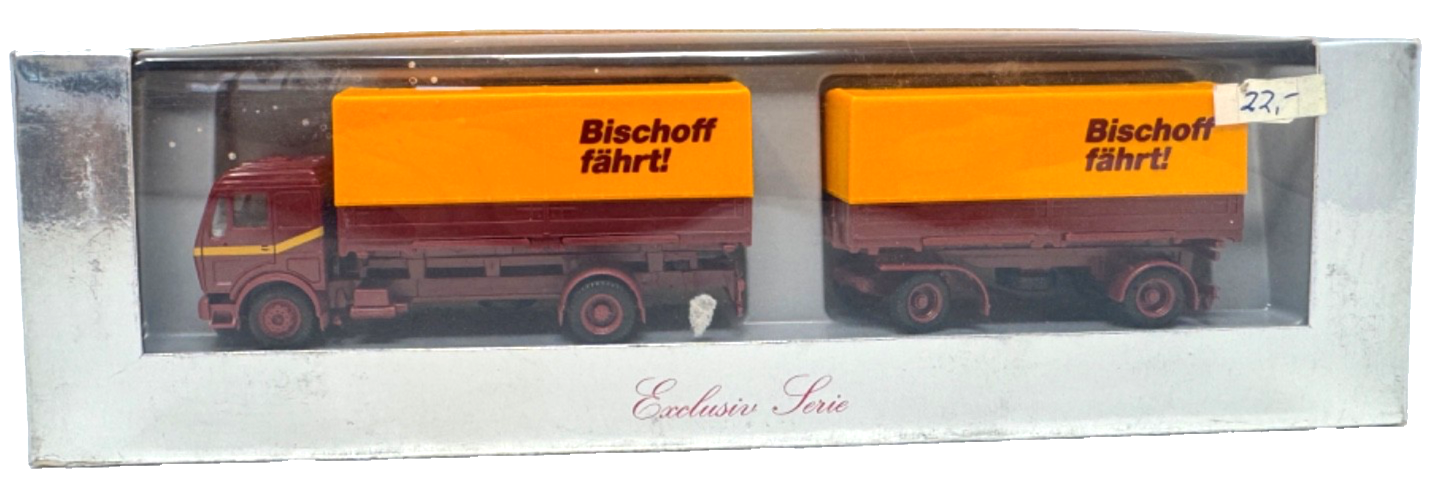 Bischoff
fährt!
Bischoff
fährt!
22,-
Exclusiv Serie